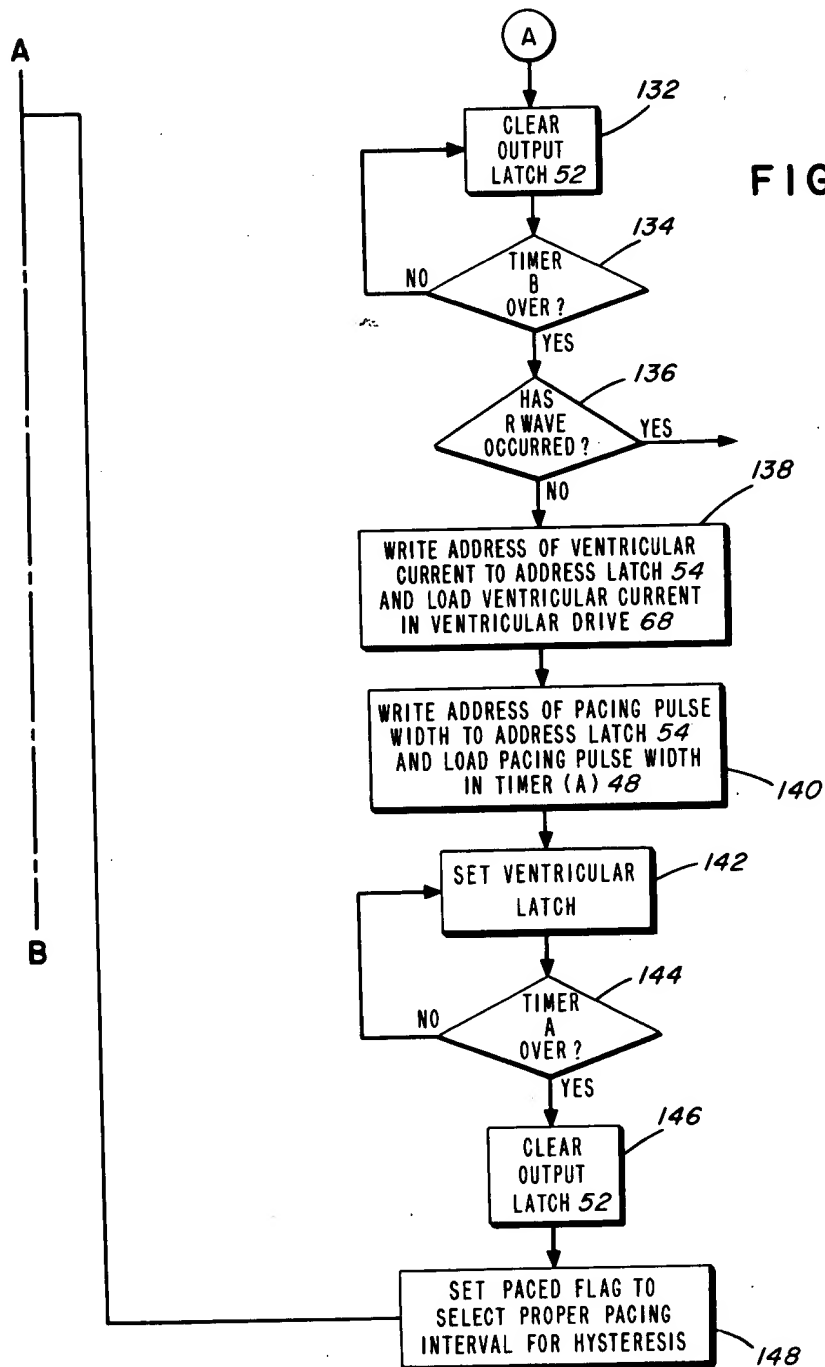 A
A
132
CLEAR
OUTPUT
LATCH 52
FIG
134
TIMER
B
OVER?
NO
YES
136
HAS
R WAVE
OCCURRED?
YES
NO
138
WRITE ADDRESS OF VENTRICULAR
CURRENT TO ADDRESS LATCH 54
AND LOAD VENTRICULAR CURRENT
IN VENTRICULAR DRIVE 68
WRITE ADDRESS OF PACING PULSE
WIDTH TO ADDRESS LATCH 54
AND LOAD PACING PULSE WIDTH
IN TIMER (A) 48
140
SET VENTRICULAR
LATCH
142
B
144
TIMER
A
OVER?
NO
YES
146
CLEAR
OUTPUT
LATCH 52
SET PACED FLAG TO
SELECT PROPER PACING
INTERVAL FOR HYSTERESIS
148